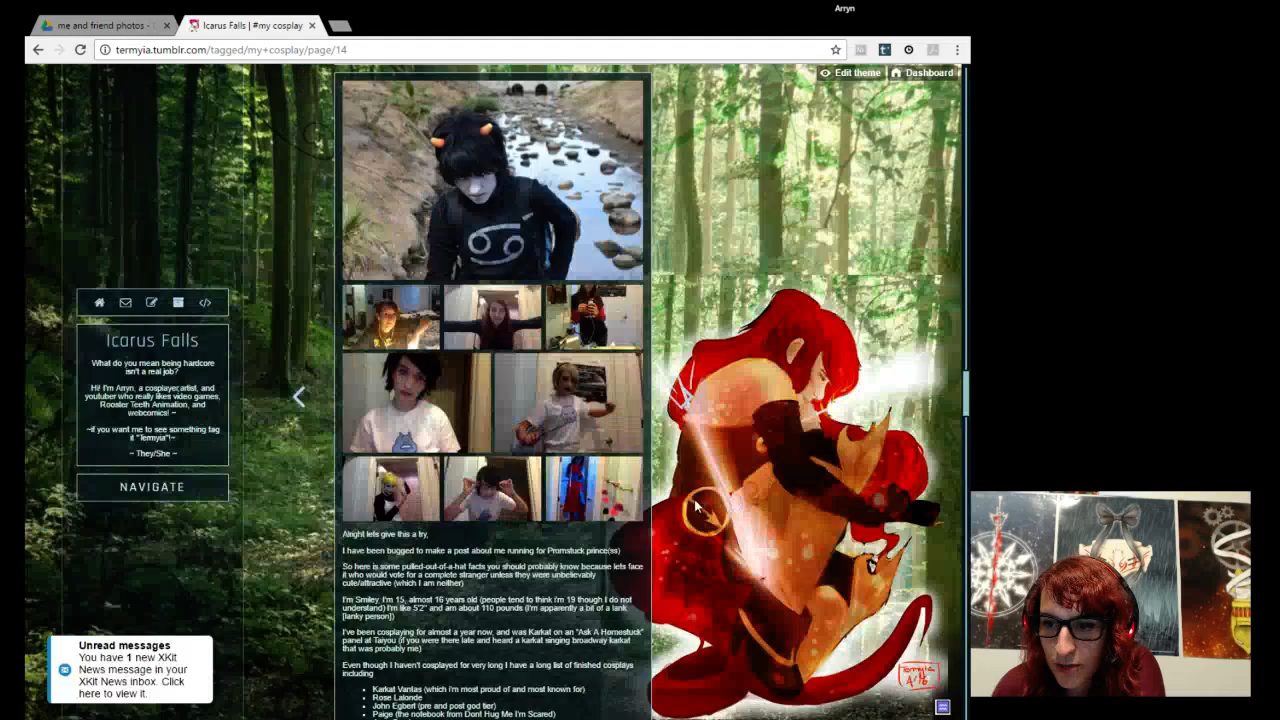 Arryn
me and friend photos -
Icarus Falls | #my cosplay
termyia.tumblr.com/tagged/my+cosplay/page/14
Edit theme
Dashboard
Icarus Falls
What do you mean being hardcore
isn't a real job?
Hi! I'm Arryn, a cosplayer,artist, and
youtuber who really likes video games,
Rooster Teeth Animation, and
webcomics! ~
~if you want me to see something tag
it "Termyia"!~
~ They/She ~
NAVIGATE
Alright lets give this a try,
I have been bugged to make a post about me running for Promstuck prince(ss)
So here is some pulled-out-of-a-hat facts you should probably know because lets face
it who would vote for a complete stranger unless they were unbelievably
cute/attractive (which I am neither)
I'm Smiley. I'm 15, almost 16 years old (people tend to think i'm 19 though I do not
understand) I'm like 5'2" and am about 110 pounds (I'm apparently a bit of a lank
[lanky person])
I've been cosplaying for almost a year now, and was Karkat on an "Ask A Homestuck"
panel at Taiyou (if you were there late and heard a karkat singing broadway karkat
that was probably me)
Even though I haven't cosplayed for very long I have a long list of finished cosplays
including
Karkat Vantas (which i'm most proud of and most known for)
Rose Lalonde
John Egbert (pre and post god tier)
Paige (the notebook from Dont Hug Me I'm Scared)
Unread messages
You have 1 new XKit
News message in your
XKit News inbox. Click
here to view it.
Termyia